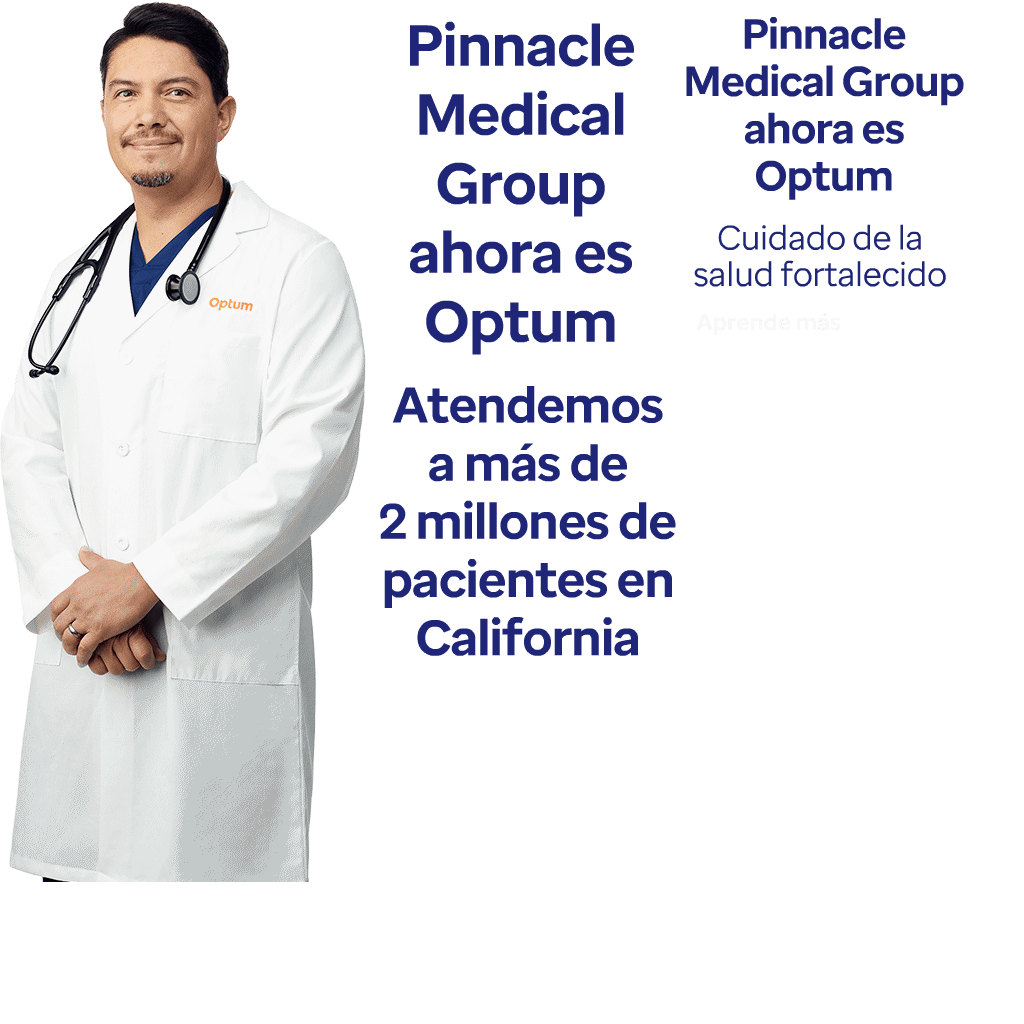 Pinnacle
Medical
Group
ahora es
Optum
Atendemos
a más de
2 millones de
pacientes en
California
Pinnacle
Medical Group
ahora es
Optum
Cuidado de la
salud fortalecido
Aprende más
Optum